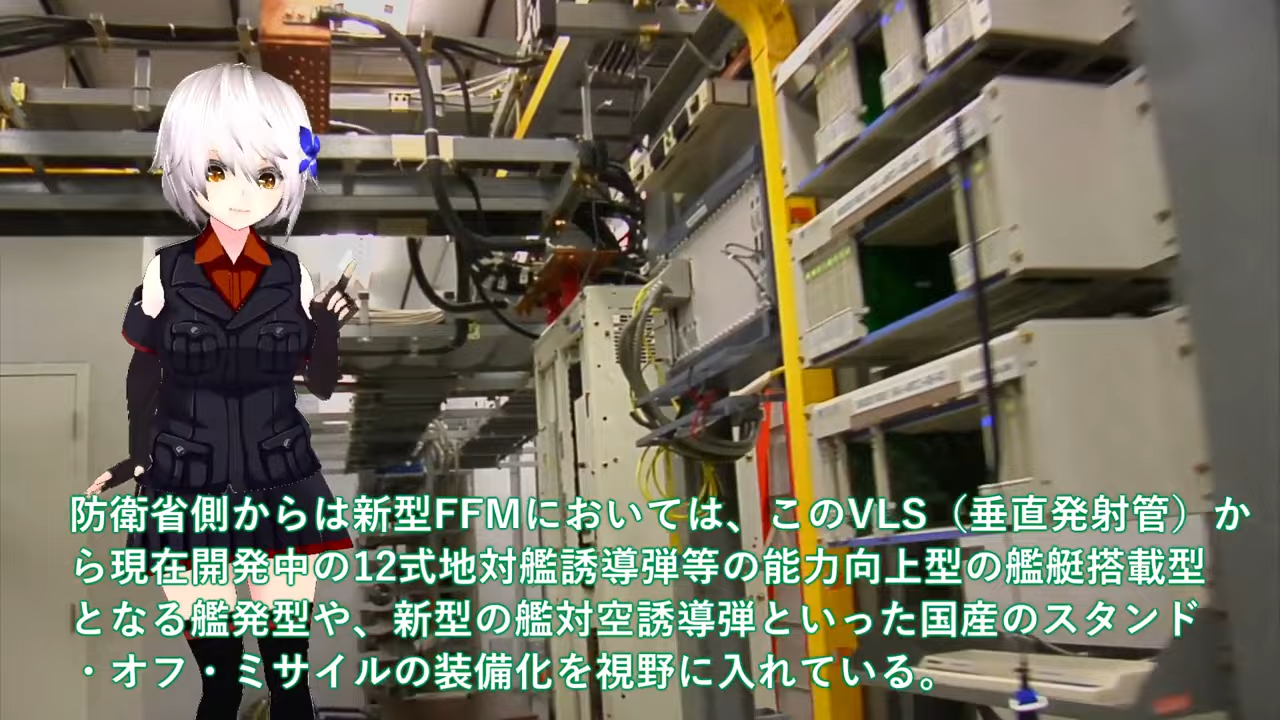 防衛省側からは新型FFMにおいては、このVLS（垂直発射管）か
ら現在開発中の12式地対艦誘導弾等の能力向上型の艦艇搭載型
となる艦発型や、新型の艦対空誘導弾といった国産のスタンド
・オフ・ミサイルの装備化を視野に入れている。